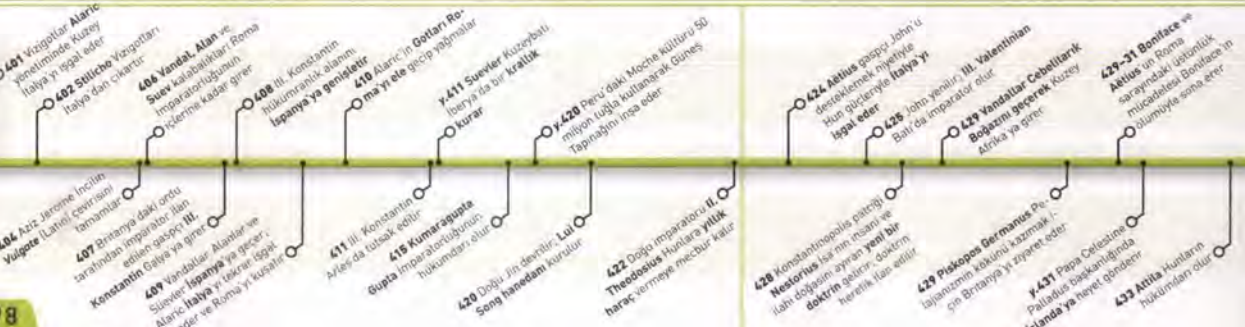 401 Vizigotlar Alaric
yönetiminde Kuzey
İtalya'yı işgal eder
402 Stilicho Vizigotları
İtalya'dan çıkartır
406 Vandal, Alan ve
Suev kalabalıkları Roma
İmparatorluğunun
içlerine kadar girer
408 III. Konstantin
hükümranlık alanını
İspanya'ya genişletir
410 Alaric'in Gotları Ro-
ma'yı ele geçip yağmalar
y.411 Suevler Kuzeybatı
İberya'da bir krallık
kurar
y.420 Peru'daki Moche kültürü 50
milyon tuğla kullanarak Güneş
Tapınağını inşa eder
424 Aëtius gaspçı John'u
desteklemek niyetiyle
Hun güçleriyle İtalya'yı
işgal eder
425 John yenilir; III. Valentinian
Batı'da imparator olur
429 Vandallar Cebelitarık
Boğazını geçerek Kuzey
Afrika'ya girer
429–31 Boniface ve
Aëtius'un Roma
sarayındaki üstünlük
mücadelesi Boniface'in
ölümüyle sona erer
404 Aziz Jerome İncilin
Vulgate (Latin) çevirisini
tamamlar
407 Britanya'daki ordu
tarafından imparator ilan
edilen gaspçı III.
Konstantin Galya'ya girer
409 Vandallar Alanlar ve
Suevler İspanya'ya geçer;
Alaric İtalya'yı tekrar işgal
eder ve Roma'yı kuşatır
411 III. Konstantin
Arles'da tutsak edilir
415 Kumaragupta
Gupta İmparatorluğunun
hükümdarı olur
420 Doğu Jin devrilir; Lui
Song hanedanı kurulur
422 Doğu imparatoru II.
Theodosius Hunlara yıllık
haraç vermeye mecbur kalır
428 Konstantinopolis patriği
Nestorius İsa'nın insani ve
ilahi doğasını ayıran yeni bir
doktrin getirir; doktrin
heretik ilan edilir
429 Piskopos Germanus Pe-
lajianizmin kökünü kazımak i-
çin Britanya'yı ziyaret eder
y.431 Papa Celestine
Palladius başkanlığında
İrlanda'ya heyet gönderir
433 Attila Hunların
hükümdarı olur